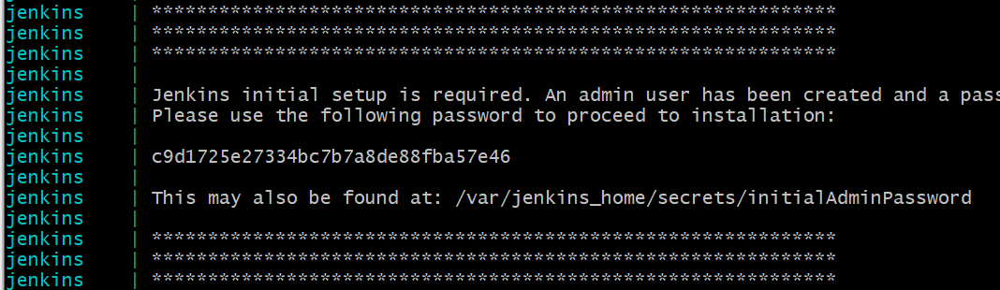 jenkins | *************************************************************
jenkins | *************************************************************
jenkins | *************************************************************
jenkins |
jenkins | Jenkins initial setup is required. An admin user has been created and a pass
jenkins | Please use the following password to proceed to installation:
jenkins |
jenkins | c9d1725e27334bc7b7a8de88fba57e46
jenkins |
jenkins | This may also be found at: /var/jenkins_home/secrets/initialAdminPassword
jenkins |
jenkins | *************************************************************
jenkins | *************************************************************
jenkins | *************************************************************